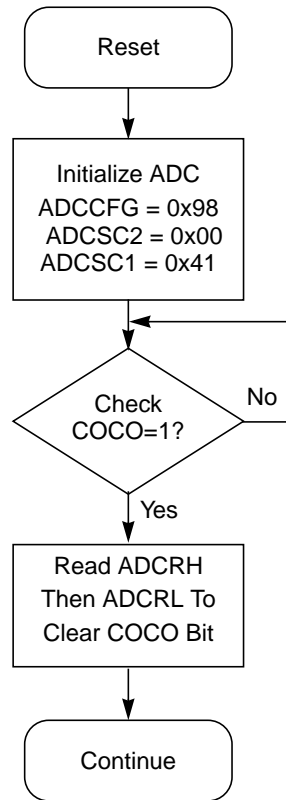 Reset
Initialize ADC
ADCCFG = 0x98
ADCSC2 = 0x00
ADCSC1 = 0x41
Check
COCO=1?
No
Yes
Read ADCRH
Then ADCRL To
Clear COCO Bit
Continue